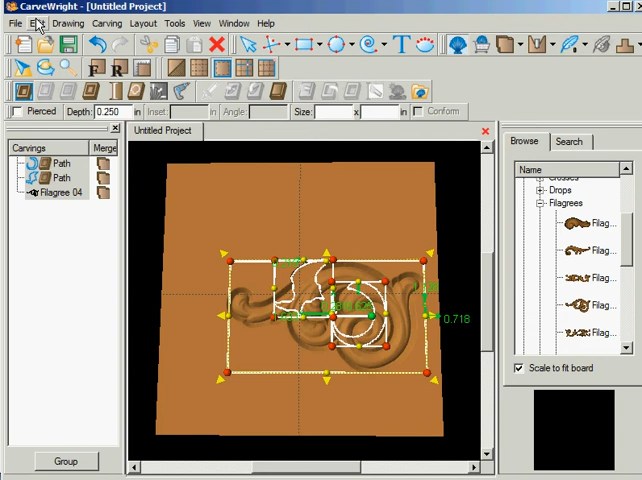 CarveWright - [Untitled Project]
File Drawing Carving Layout Tools View Window Help
Pierced Depth: 0.250 in Inset: in Angle: Size: x in Conform
Carvings Merge
Path
Path
Filagree 04
Group
Untitled Project
0.718
Browse Search
Name
Drops
Filagrees
Filag...
Filag...
Filag...
Filag...
Filag...
Scale to fit board